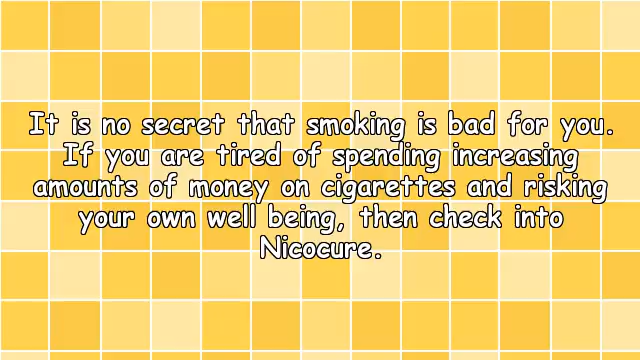 It is no secret that smoking is bad for you.
If you are tired of spending increasing
amounts of money on cigarettes and risking
your own well being, then check into
Nicocure.